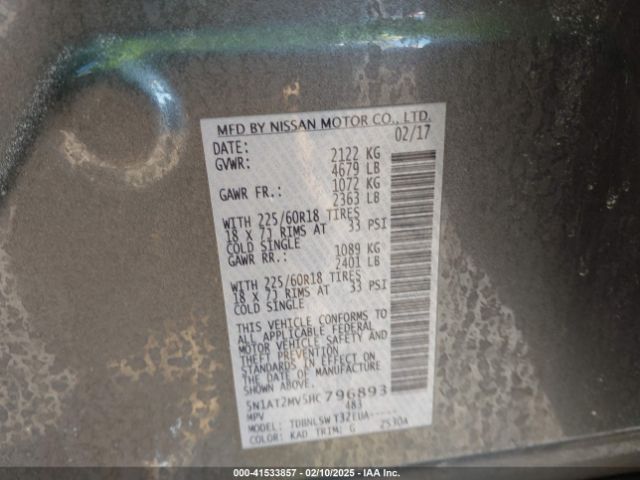 MFD BY NISSAN MOTOR CO., LTD.
DATE: 02/17
GVWR: 2122 KG
4679 LB
GAWR FR.: 1072 KG
2363 LB
WITH 225/60R18 TIRES
18 X 7J RIMS AT 33 PSI
COLD SINGLE
GAWR RR.: 1089 KG
2401 LB
WITH 225/60R18 TIRES
18 X 7J RIMS AT 33 PSI
COLD SINGLE
THIS VEHICLE CONFORMS TO
ALL APPLICABLE FEDERAL
MOTOR VEHICLE SAFETY AND
THEFT PREVENTION
STANDARDS IN EFFECT ON
THE DATE OF MANUFACTURE
SHOWN ABOVE.
5N1AT2MV5HC796893
MPV 483
MODEL: TDBNLSW T32EUA-----
COLOR: KAD TRIM: G 2530A
000-41533857 — 02/10/2025 — IAA Inc.